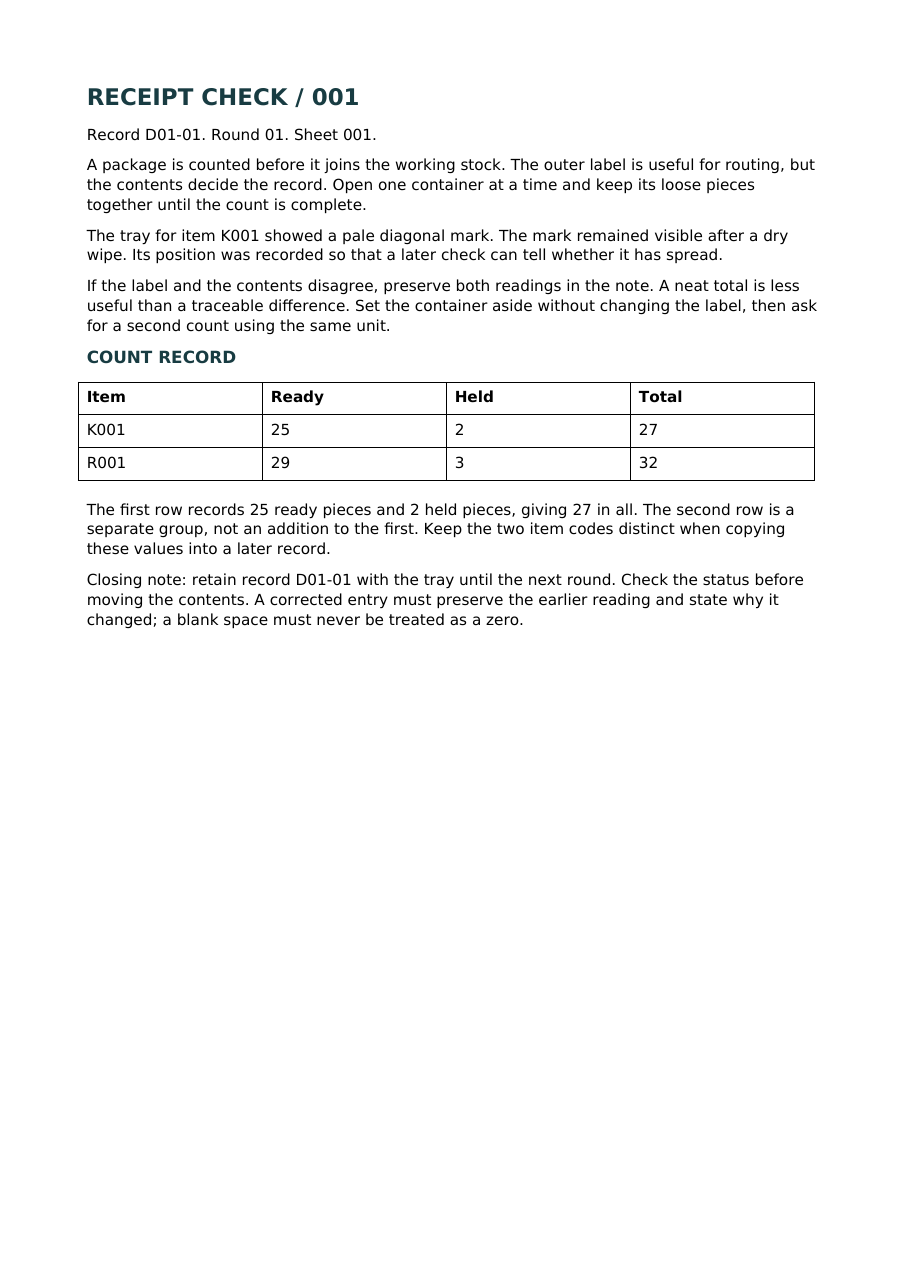 RECEIPT CHECK / 001
Record D01-01. Round 01. Sheet 001.
A package is counted before it joins the working stock. The outer label is useful for routing, but
the contents decide the record. Open one container at a time and keep its loose pieces
together until the count is complete.
The tray for item K001 showed a pale diagonal mark. The mark remained visible after a dry
wipe. Its position was recorded so that a later check can tell whether it has spread.
If the label and the contents disagree, preserve both readings in the note. A neat total is less
useful than a traceable difference. Set the container aside without changing the label, then ask
for a second count using the same unit.
COUNT RECORD
Item Ready Held Total
K001 25 2 27
R001 29 3 32
The first row records 25 ready pieces and 2 held pieces, giving 27 in all. The second row is a
separate group, not an addition to the first. Keep the two item codes distinct when copying
these values into a later record.
Closing note: retain record D01-01 with the tray until the next round. Check the status before
moving the contents. A corrected entry must preserve the earlier reading and state why it
changed; a blank space must never be treated as a zero.